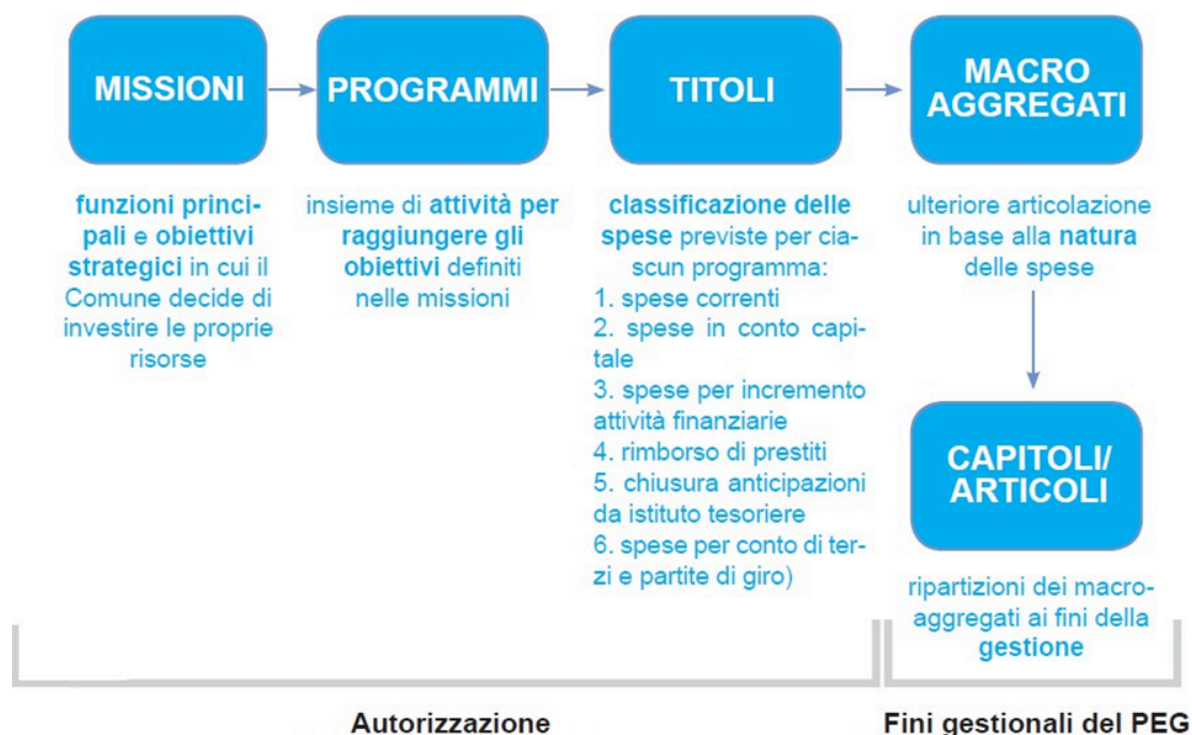 MISSIONI
funzioni princi-
pali e obiettivi
strategici in cui il
Comune decide di
investire le proprie
risorse
PROGRAMMI
insieme di attività per
raggiungere gli
obiettivi definiti
nelle missioni
TITOLI
classificazione delle
spese previste per cia-
scun programma:
1. spese correnti
2. spese in conto capi-
tale
3. spese per incremento
attività finanziarie
4. rimborso di prestiti
5. chiusura anticipazioni
da istituto tesoriere
6. spese per conto di ter-
zi e partite di giro)
MACRO
AGGREGATI
ulteriore articolazione
in base alla natura
delle spese
CAPITOLI/
ARTICOLI
ripartizioni dei macro-
aggregati ai fini della
gestione
Autorizzazione
Fini gestionali del PEG